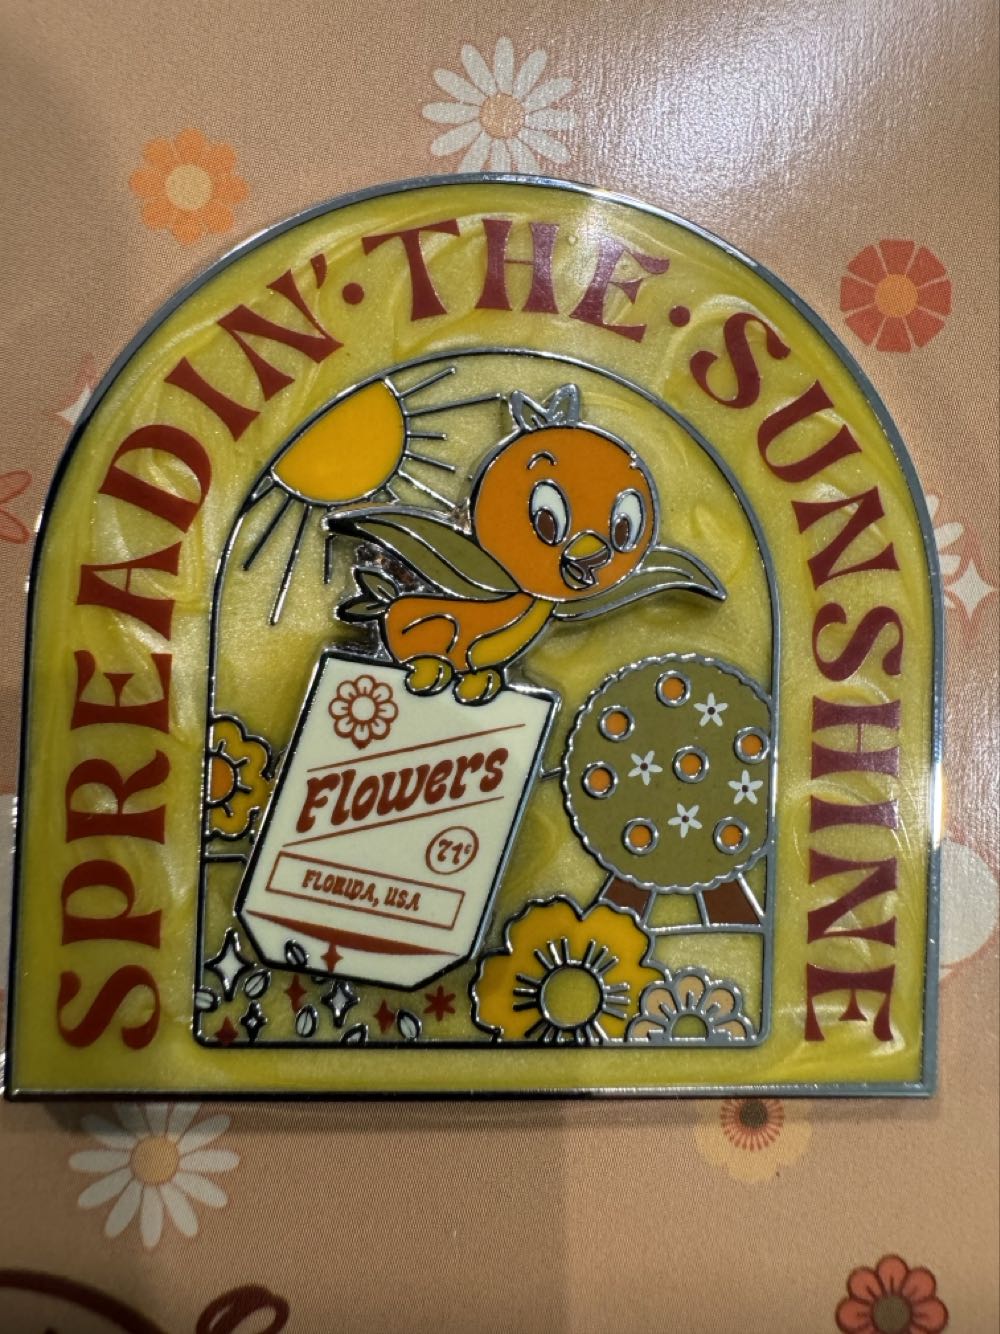 SPREADIN'·THE·SUNSHINE
Flowers
71¢
FLORIDA, USA